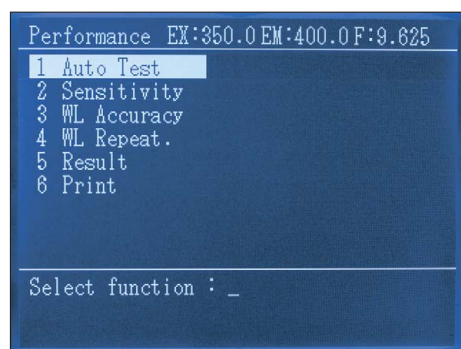 Performance EX:350.0 EM:400.0 F:9.625
1 Auto Test
2 Sensitivity
3 WL Accuracy
4 WL Repeat.
5 Result
6 Print
Select function : _